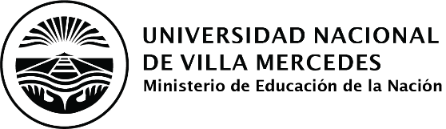 UNIVERSIDAD NACIONAL
DE VILLA MERCEDES
Ministerio de Educación de la Nación